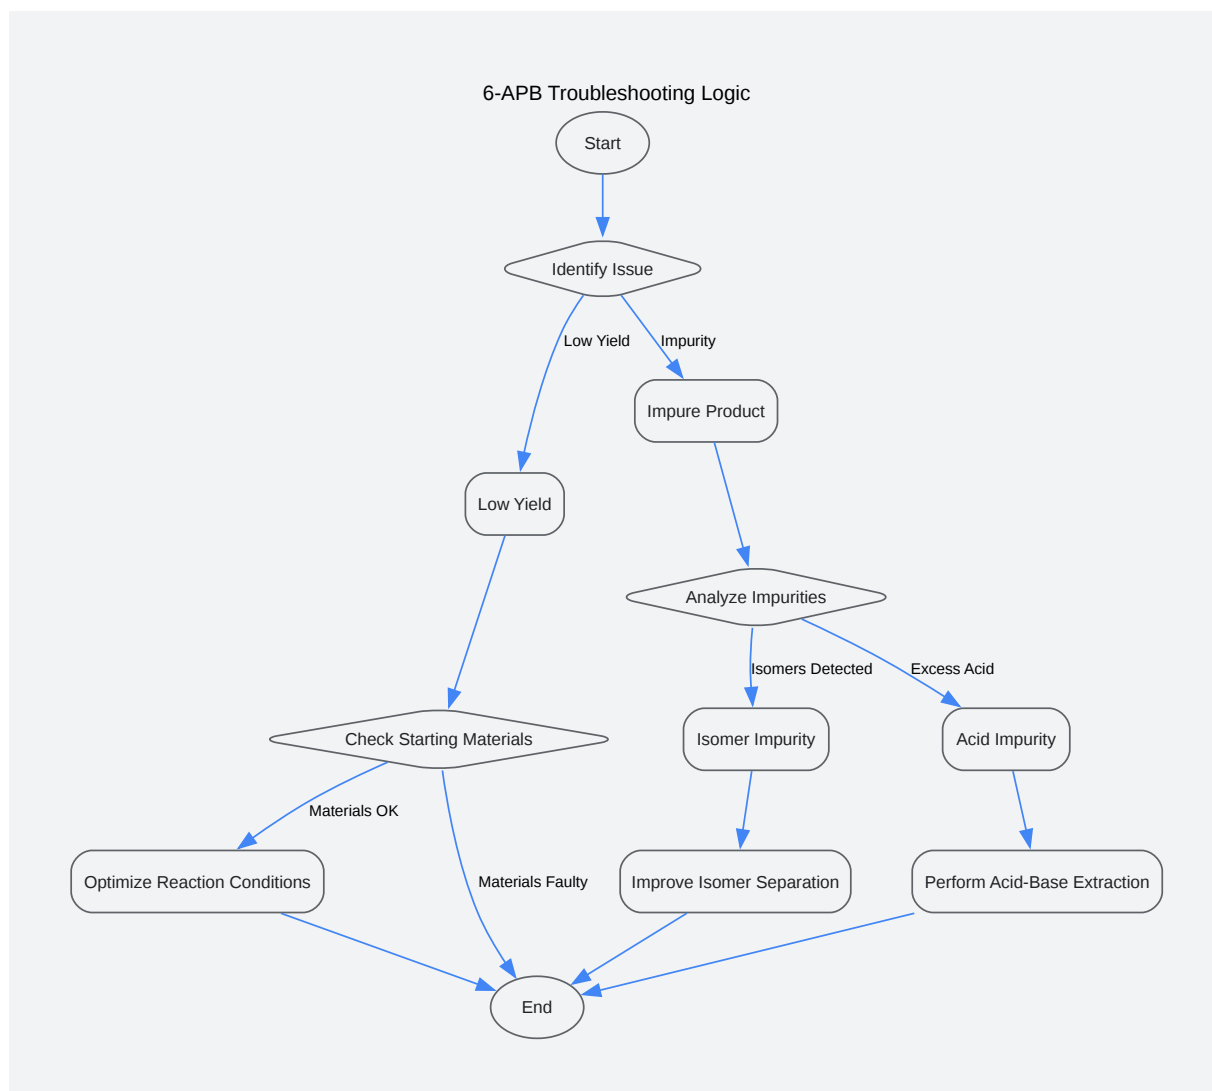 6-APB Troubleshooting Logic
Start
Identify Issue
Low Yield
Impurity
Impure Product
Low Yield
Analyze Impurities
Isomers Detected
Excess Acid
Check Starting Materials
Isomer Impurity
Acid Impurity
Materials OK
Materials Faulty
Optimize Reaction Conditions
Improve Isomer Separation
Perform Acid-Base Extraction
End